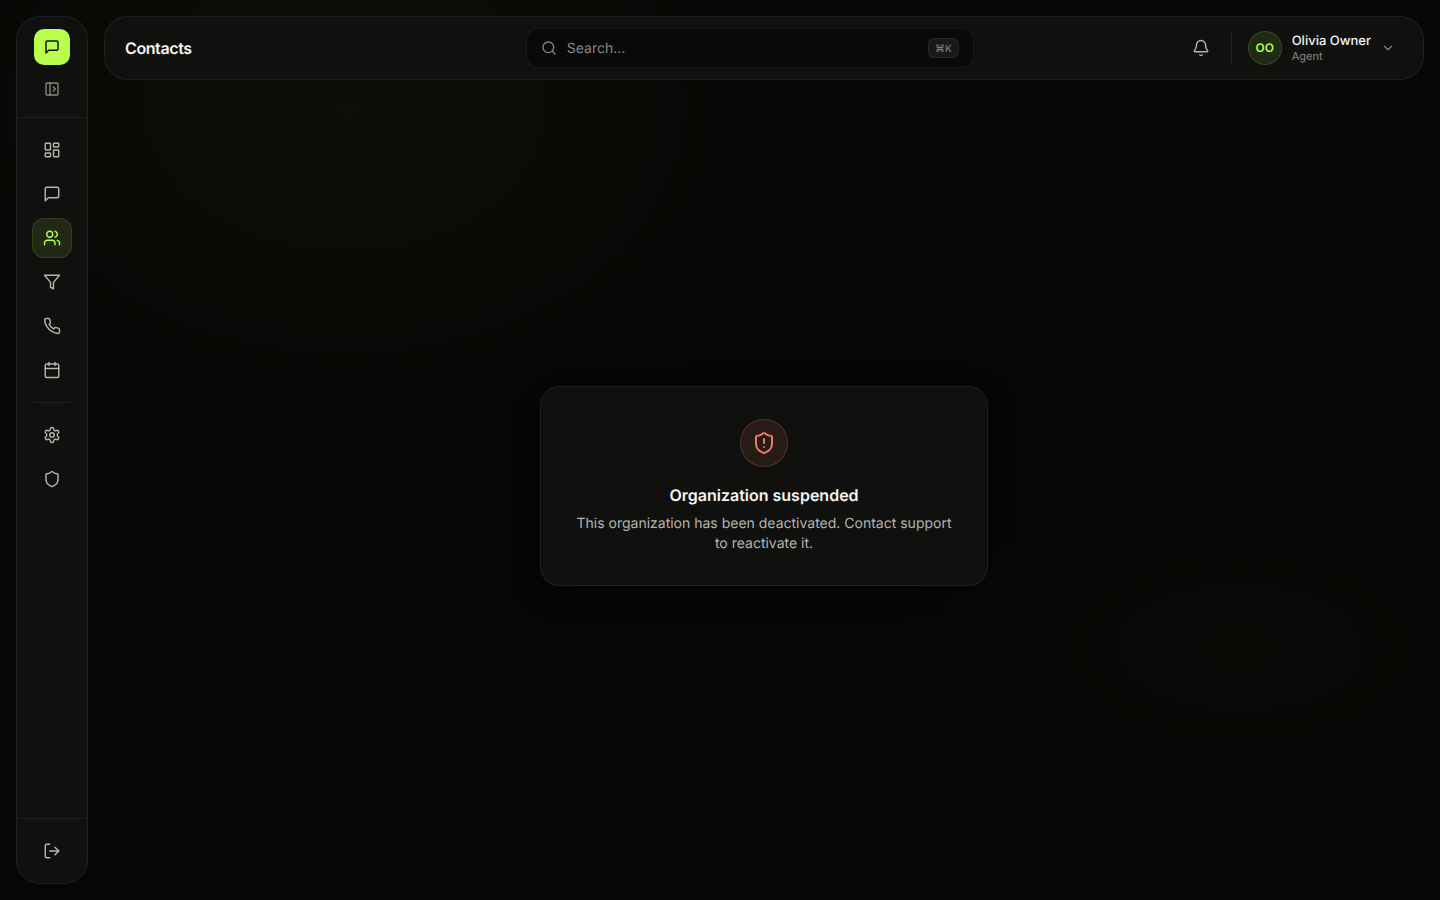 Contacts
Search...
⌘K
OO
Olivia Owner
Agent
Organization suspended
This organization has been deactivated. Contact support
to reactivate it.